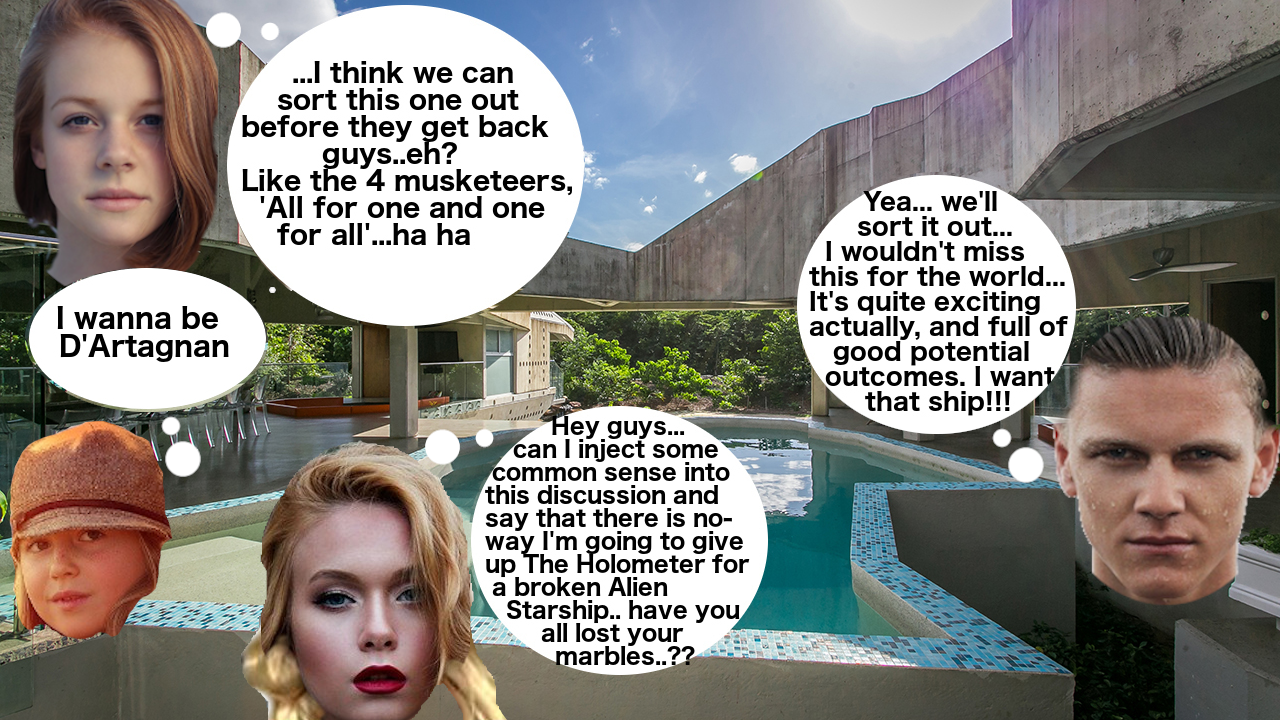 ...I think we can
sort this one out
before they get back
guys..eh?
Like the 4 musketeers,
'All for one and one
for all'...ha ha
I wanna be
D'Artagnan
Yea... we'll
sort it out...
I wouldn't miss
this for the world...
It's quite exciting
actually, and full of
good potential
outcomes. I want
that ship!!!
Hey guys...
can I inject some
common sense into
this discussion and
say that there is no-
way I'm going to give
up The Holometer for
a broken Alien
Starship.. have you
all lost your
marbles..??